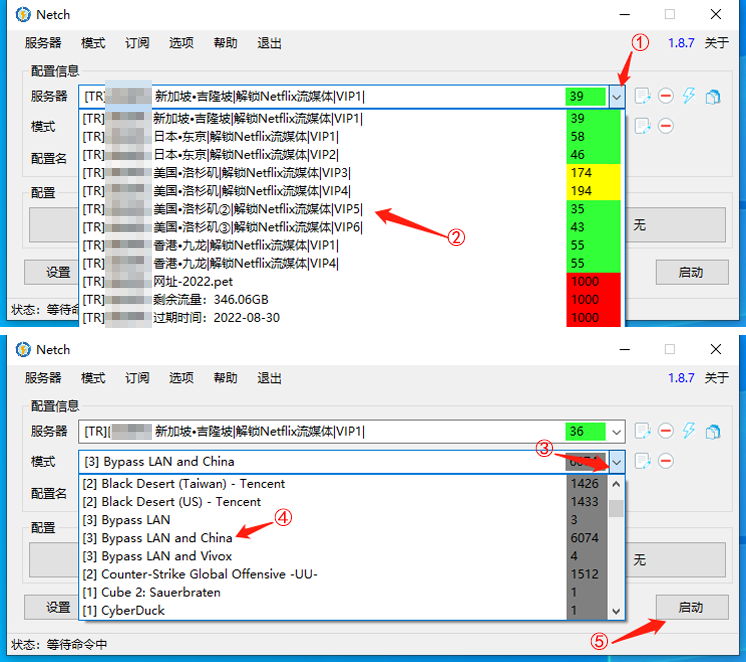 Netch
服务器 模式 订阅 选项 帮助 退出 1.8.7 关于
①
配置信息
服务器 [TR] 新加坡•吉隆坡|解锁Netflix流媒体|VIP1| 39
[TR] 新加坡•吉隆坡|解锁Netflix流媒体|VIP1| 39
模式 [TR] 日本•东京|解锁Netflix流媒体|VIP1| 58
[TR] 日本•东京|解锁Netflix流媒体|VIP2| 46
配置名 [TR] 美国•洛杉矶|解锁Netflix流媒体|VIP3| 174
配置 [TR] 美国•洛杉矶|解锁Netflix流媒体|VIP4| 194
[TR] 美国•洛杉矶②|解锁Netflix流媒体|VIP5| 35
[TR] 美国•洛杉矶③|解锁Netflix流媒体|VIP6| 43 无
②
[TR] 香港•九龙|解锁Netflix流媒体|VIP1| 55
[TR] 香港•九龙|解锁Netflix流媒体|VIP4| 55
设置 [TR] 网址-2022.pet 1000 启动
[TR] 剩余流量：346.06GB 1000
状态：等待命 [TR] 过期时间：2022-08-30 1000
Netch
服务器 模式 订阅 选项 帮助 退出 1.8.7 关于
配置信息
服务器 [TR] 新加坡•吉隆坡|解锁Netflix流媒体|VIP1| 36
③
模式 [3] Bypass LAN and China 6074
[2] Black Desert (Taiwan) - Tencent 1426
配置名 [2] Black Desert (US) - Tencent 1433
[3] Bypass LAN 3
④
配置 [3] Bypass LAN and China 6074
[3] Bypass LAN and Vivox 4
无
[2] Counter-Strike Global Offensive -UU- 1512
[1] Cube 2: Sauerbraten 1
设置 [1] CyberDuck 1 启动
⑤
状态：等待命令中